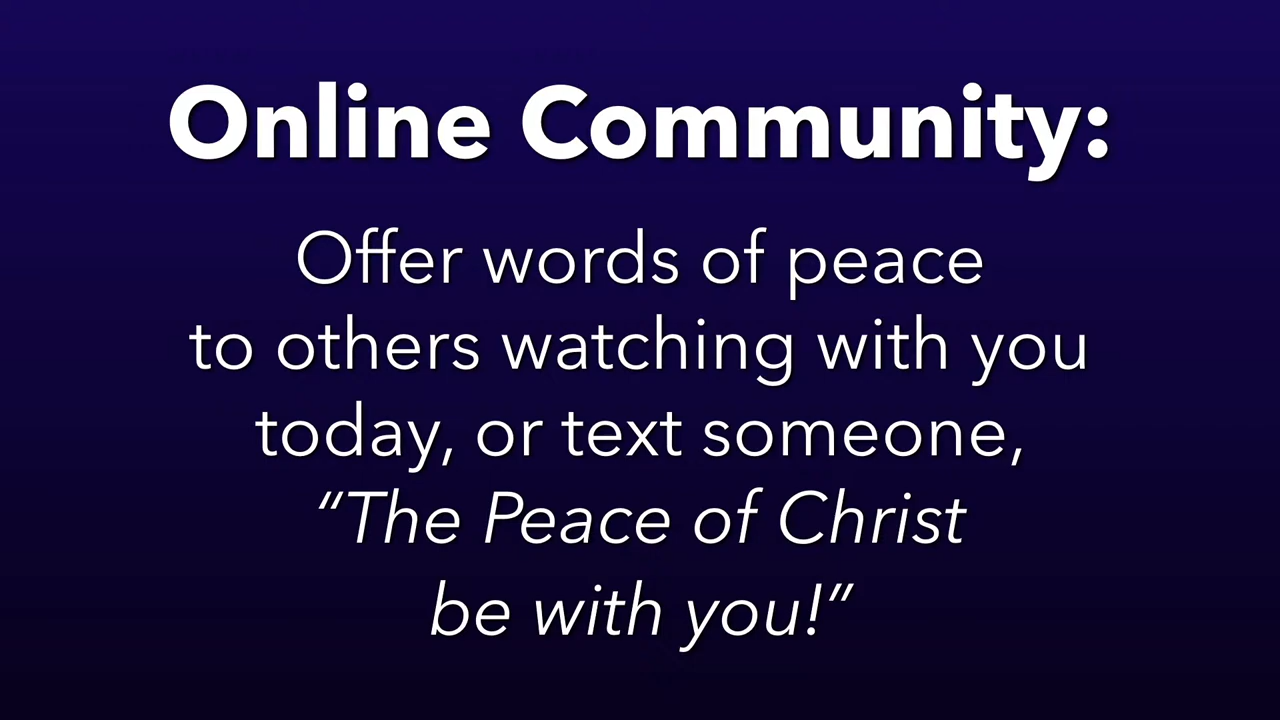 Online Community:
Offer words of peace
to others watching with you
today, or text someone,
“The Peace of Christ
be with you!”